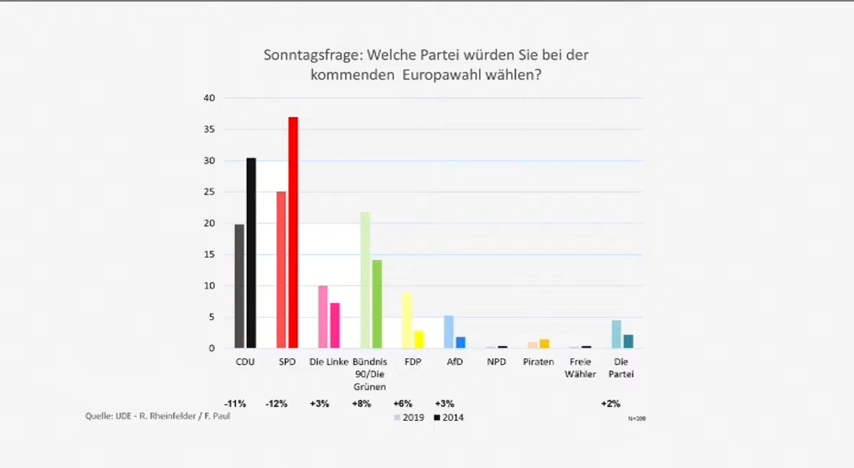 Sonntagsfrage: Welche Partei würden Sie bei der
kommenden Europawahl wählen?
40
35
30
25
20
15
10
5
0
CDU SPD Die Linke Bündnis 90/Die Grünen FDP AfD NPD Piraten Freie Wähler Die Partei
-11% -12% +3% +8% +6% +3% +2%
2019 2014
Quelle: UDE - R. Rheinfelder / F. Paul